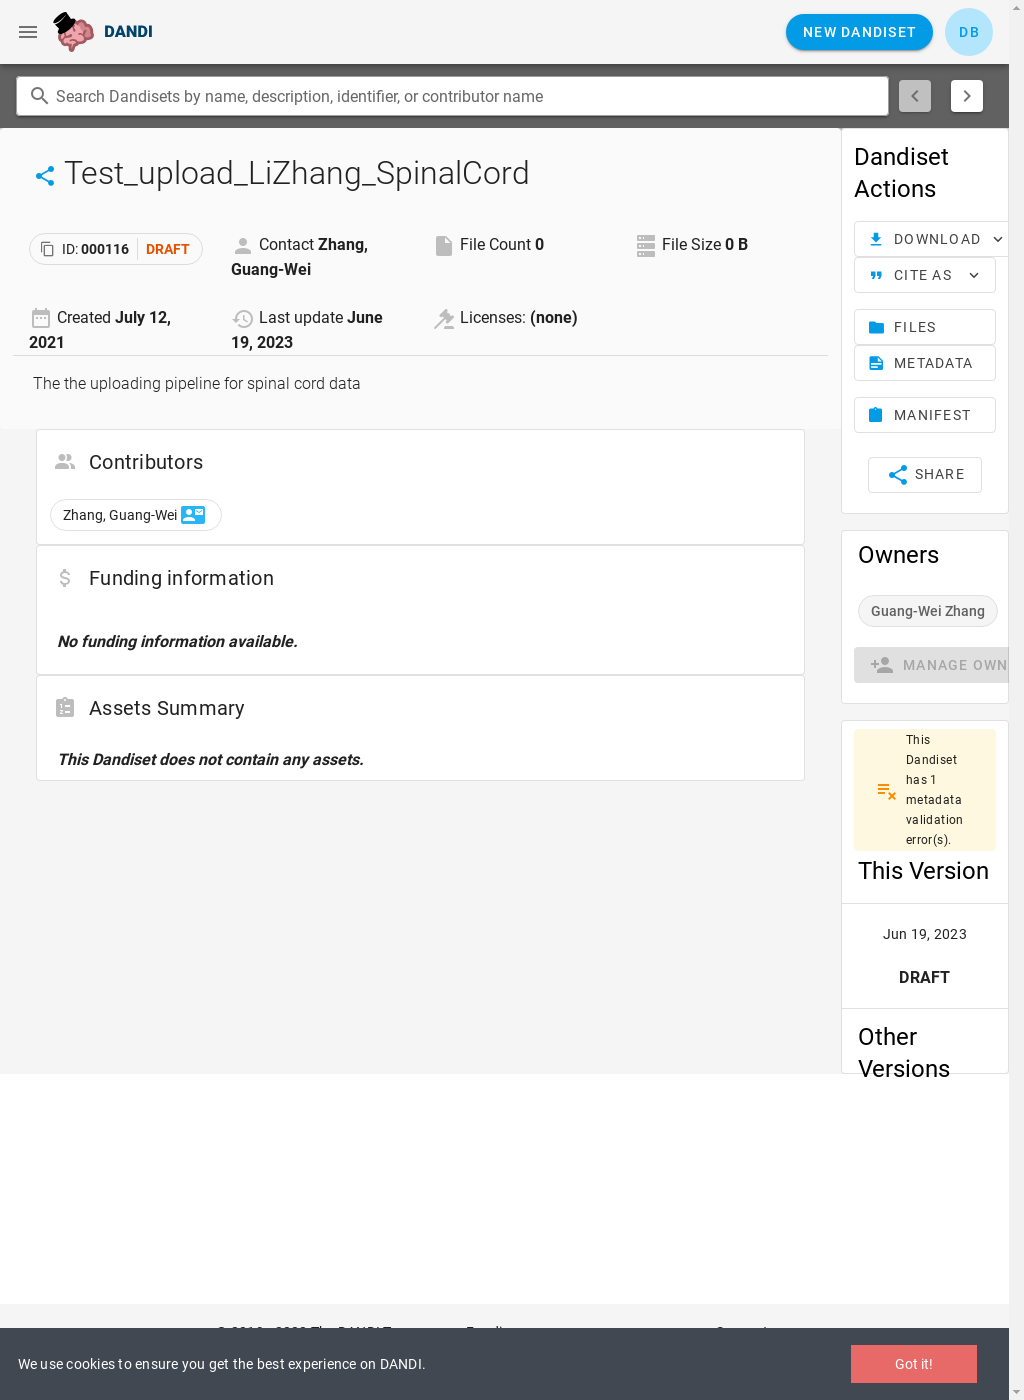 DANDI
NEW DANDISET
DB
Search Dandisets by name, description, identifier, or contributor name
Test_upload_LiZhang_SpinalCord
ID: 000116 DRAFT
Contact Zhang,
Guang-Wei
File Count 0
File Size 0 B
Created July 12,
2021
Last update June
19, 2023
Licenses: (none)
The the uploading pipeline for spinal cord data
Contributors
Zhang, Guang-Wei
Funding information
No funding information available.
Assets Summary
This Dandiset does not contain any assets.
Dandiset
Actions
DOWNLOAD
CITE AS
FILES
METADATA
MANIFEST
SHARE
Owners
Guang-Wei Zhang
MANAGE OWN
This
Dandiset
has 1
metadata
validation
error(s).
This Version
Jun 19, 2023
DRAFT
Other
Versions
We use cookies to ensure you get the best experience on DANDI.
Got it!